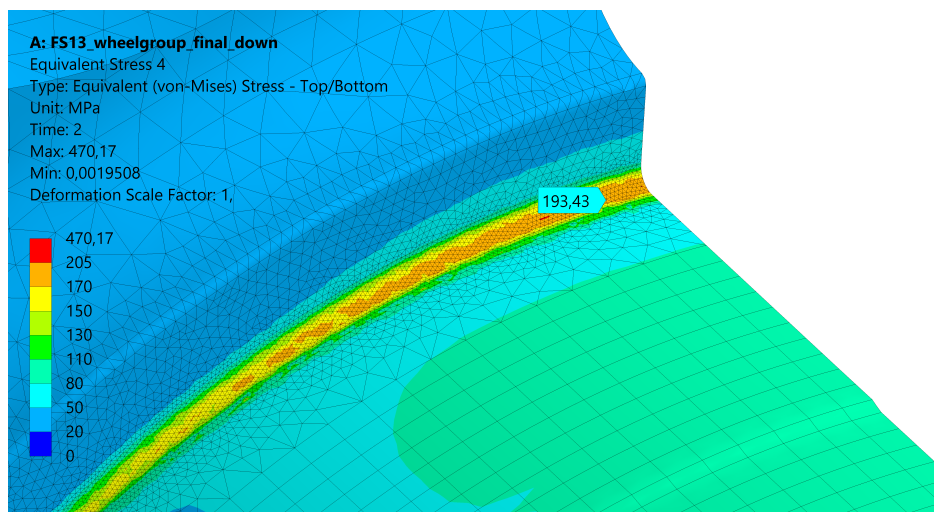 A: FS13_wheelgroup_final_down
Equivalent Stress 4
Type: Equivalent (von-Mises) Stress - Top/Bottom
Unit: MPa
Time: 2
Max: 470,17
Min: 0,0019508
Deformation Scale Factor: 1,
193,43
470,17
205
170
150
130
110
80
50
20
0